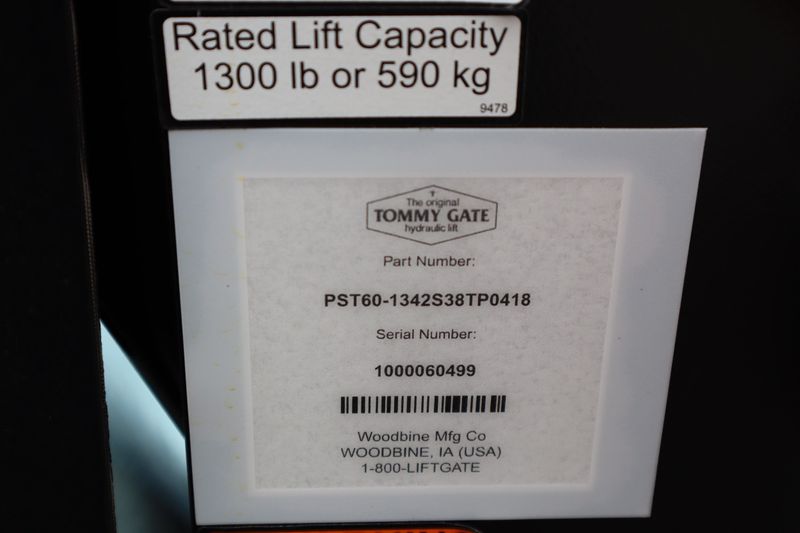 Rated Lift Capacity
1300 lb or 590 kg
9478
The original
TOMMY GATE
hydraulic lift
Part Number:
PST60-1342S38TP0418
Serial Number:
1000060499
Woodbine Mfg Co
WOODBINE, IA (USA)
1-800-LIFTGATE